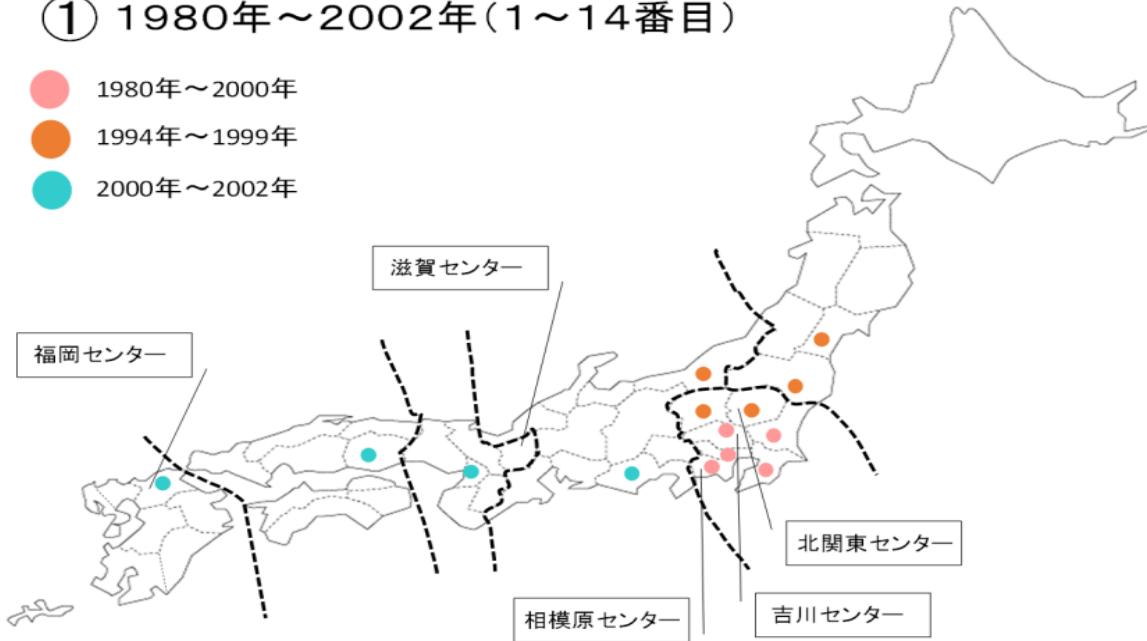 ① 1980年～2002年(1～14番目)
1980年～2000年
1994年～1999年
2000年～2002年
滋賀センター
福岡センター
北関東センター
相模原センター
吉川センター